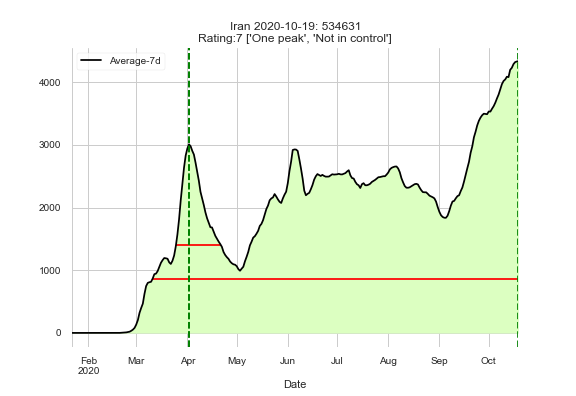 Iran 2020-10-19: 534631
Rating:7 ['One peak', 'Not in control']
Average-7d
4000
3000
2000
1000
0
Feb Mar Apr May Jun Jul Aug Sep Oct
2020
Date